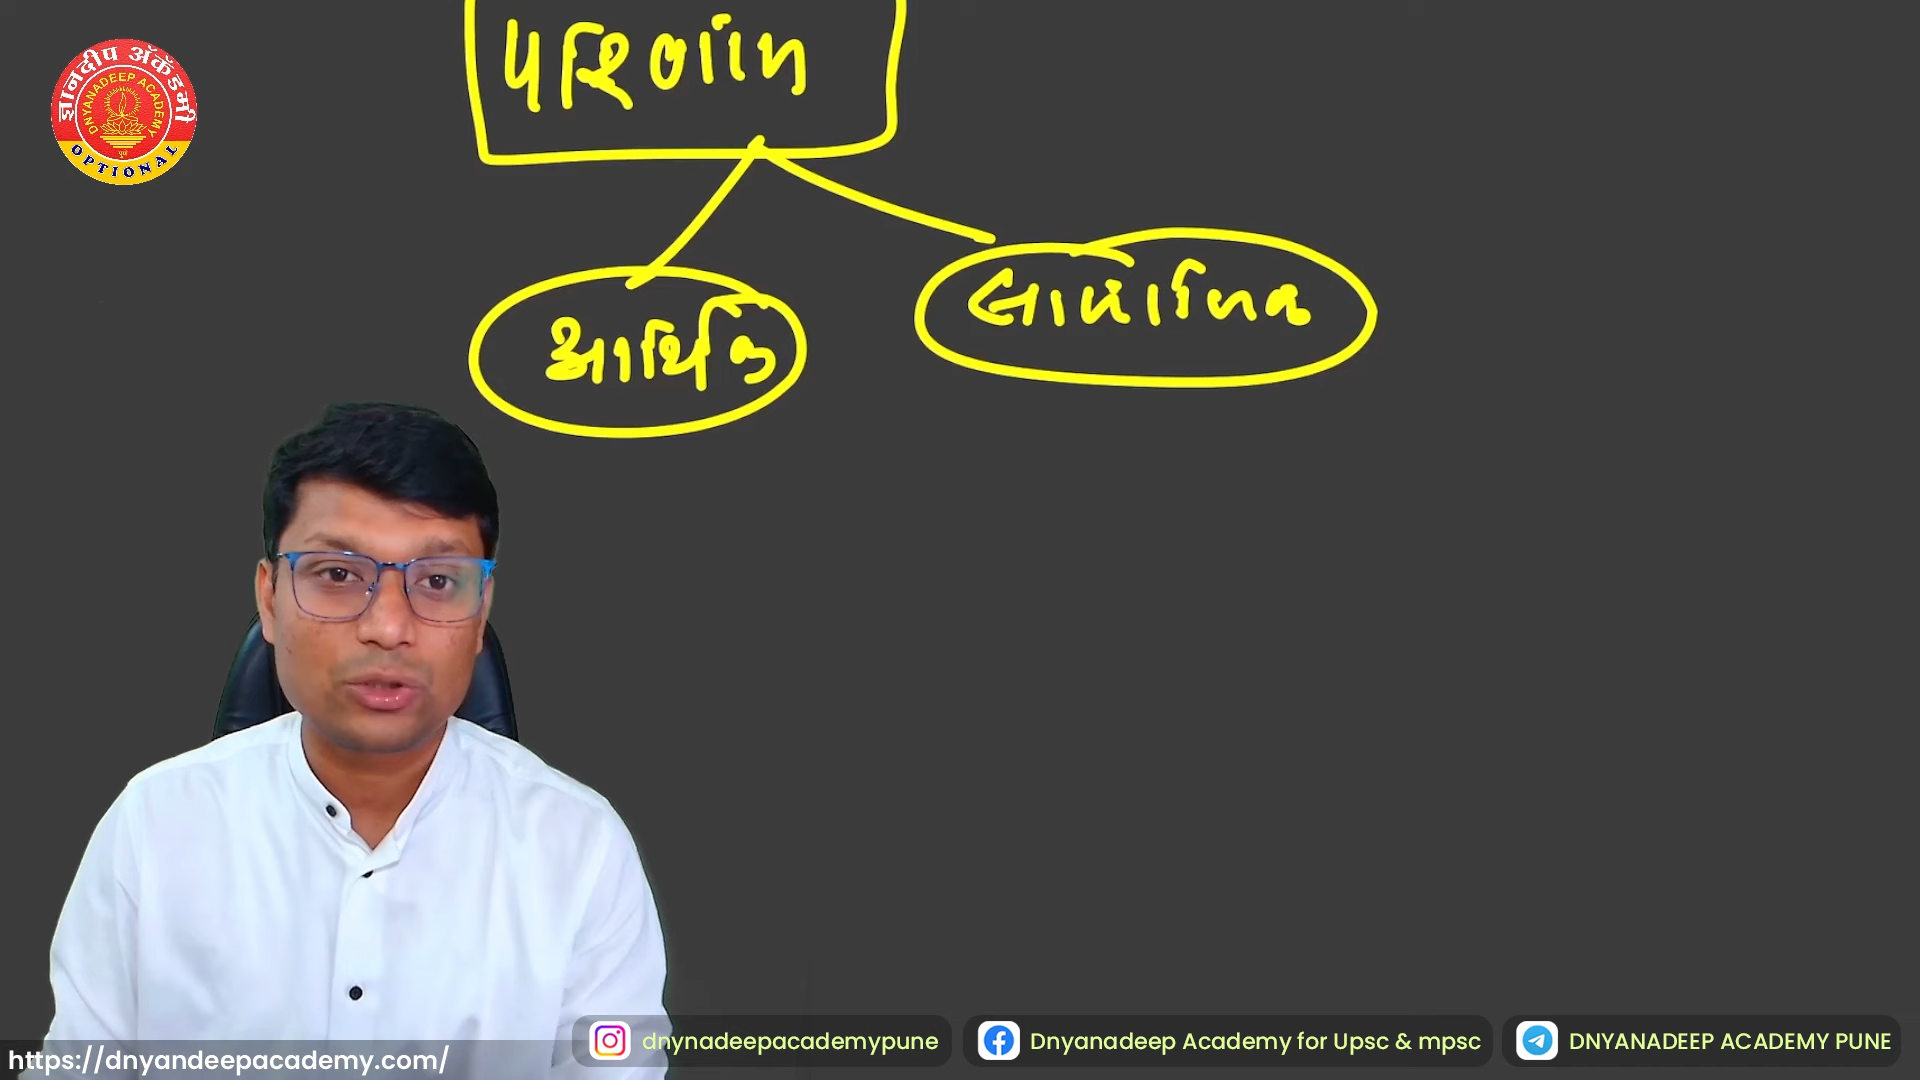 परिणाम
ज्ञानदीप अ‍ॅकॅडमी
DNYANADEEP ACADEMY
पुणे
OPTIONAL
आर्थिक
सामाजिक
https://dnyandeepacademy.com/
dnynadeepacademypune
Dnyanadeep Academy for Upsc & mpsc
DNYANADEEP ACADEMY PUNE